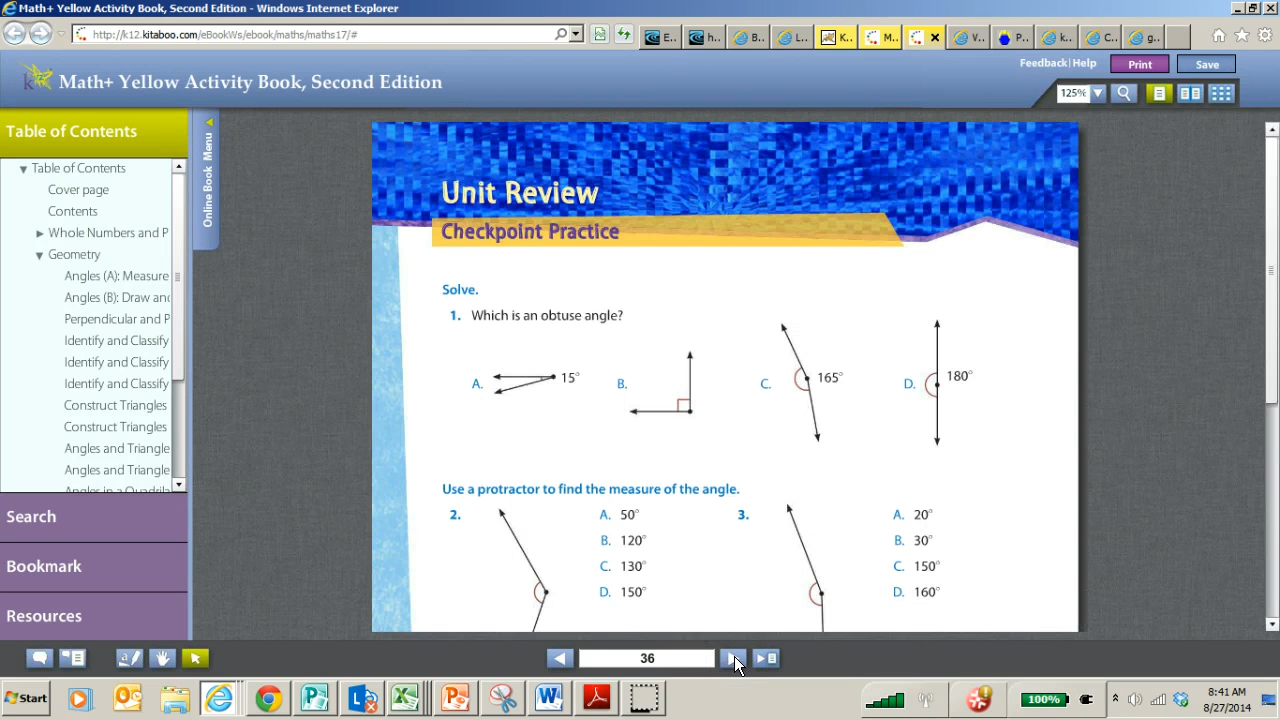 Math+ Yellow Activity Book, Second Edition - Windows Internet Explorer
http://k12.kitaboo.com/eBookWs/ebook/maths/maths17/#
E... h... B... L... K... M... V... P... k... C... g...
Feedback|Help
Print
Save
Math+ Yellow Activity Book, Second Edition
125%
Table of Contents
Online Book Menu
Table of Contents
Cover page
Contents
Whole Numbers and P
Geometry
Angles (A): Measure
Angles (B): Draw and
Perpendicular and P
Identify and Classify
Identify and Classify
Identify and Classify
Construct Triangles
Construct Triangles
Angles and Triangle
Angles and Triangle
Angles in a Quadrila
Search
Bookmark
Resources
Unit Review
Checkpoint Practice
Solve.
1. Which is an obtuse angle?
A. 15°
B.
C. 165°
D. 180°
Use a protractor to find the measure of the angle.
2.
A. 50°
B. 120°
C. 130°
D. 150°
3.
A. 20°
B. 30°
C. 150°
D. 160°
36
Start
100%
8:41 AM
8/27/2014